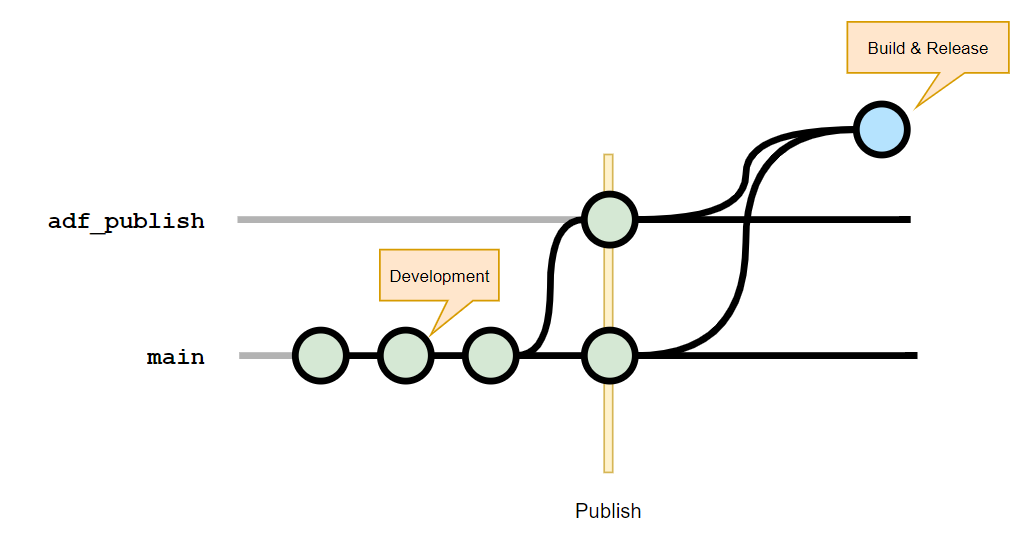 Build & Release
adf_publish
Development
main
Publish